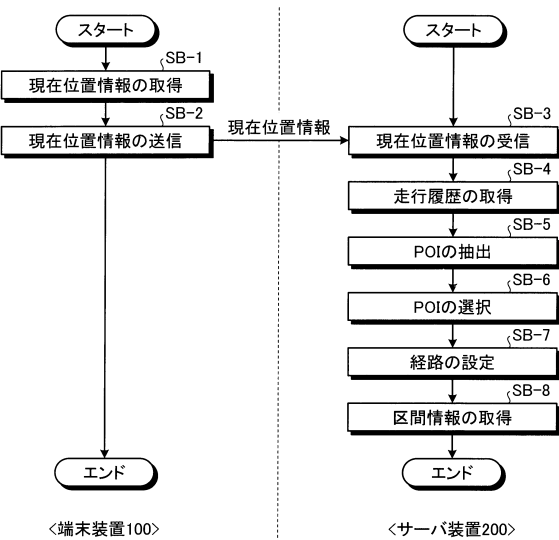 スタート
SB-1
現在位置情報の取得
SB-2
現在位置情報の送信
エンド
<端末装置100>
現在位置情報
スタート
SB-3
現在位置情報の受信
SB-4
走行履歴の取得
SB-5
POIの抽出
SB-6
POIの選択
SB-7
経路の設定
SB-8
区間情報の取得
エンド
<サーバ装置200>